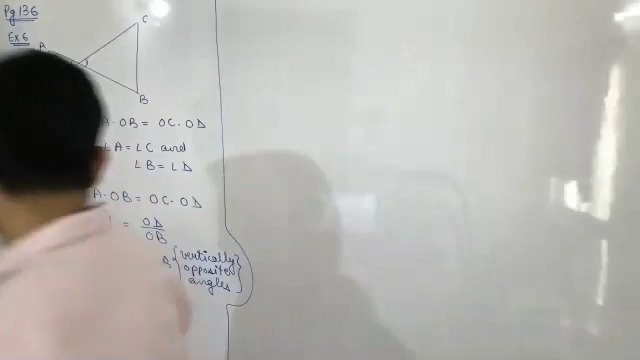 Pg 136
Ex 6
A
C
B
A·OB = OC·OD
∠A = ∠C and
∠B = ∠D
A·OB = OC·OD
= OD/OB
{vertically
opposite
angles}